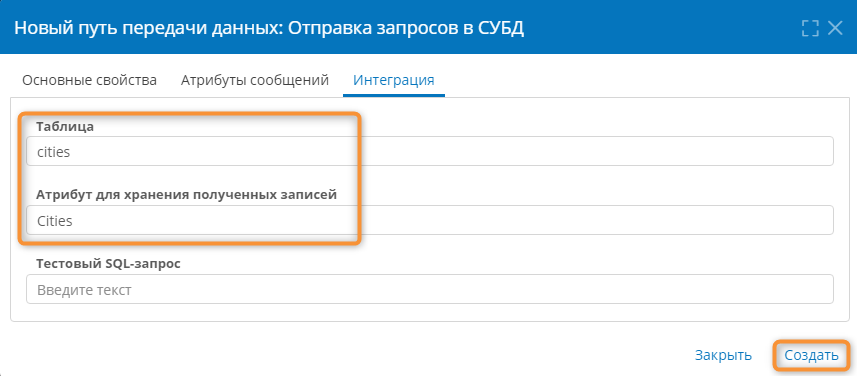 Новый путь передачи данных: Отправка запросов в СУБД
Основные свойства Атрибуты сообщений Интеграция
Таблица
cities
Атрибут для хранения полученных записей
Cities
Тестовый SQL-запрос
Введите текст
Закрыть Создать